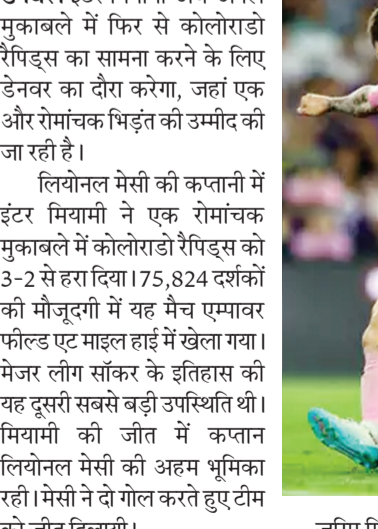 मुकाबले में फिर से कोलोराडो
रैपिड्स का सामना करने के लिए
डेनवर का दौरा करेगा, जहां एक
और रोमांचक भिड़ंत की उम्मीद की
जा रही है।
लियोनल मेसी की कप्तानी में
इंटर मियामी ने एक रोमांचक
मुकाबले में कोलोराडो रैपिड्स को
3-2 से हरा दिया।75,824 दर्शकों
की मौजूदगी में यह मैच एम्पावर
फील्ड एट माइल हाई में खेला गया।
मेजर लीग सॉकर के इतिहास की
यह दूसरी सबसे बड़ी उपस्थिति थी।
मियामी की जीत में कप्तान
लियोनल मेसी की अहम भूमिका
रही। मेसी ने दो गोल करते हुए टीम